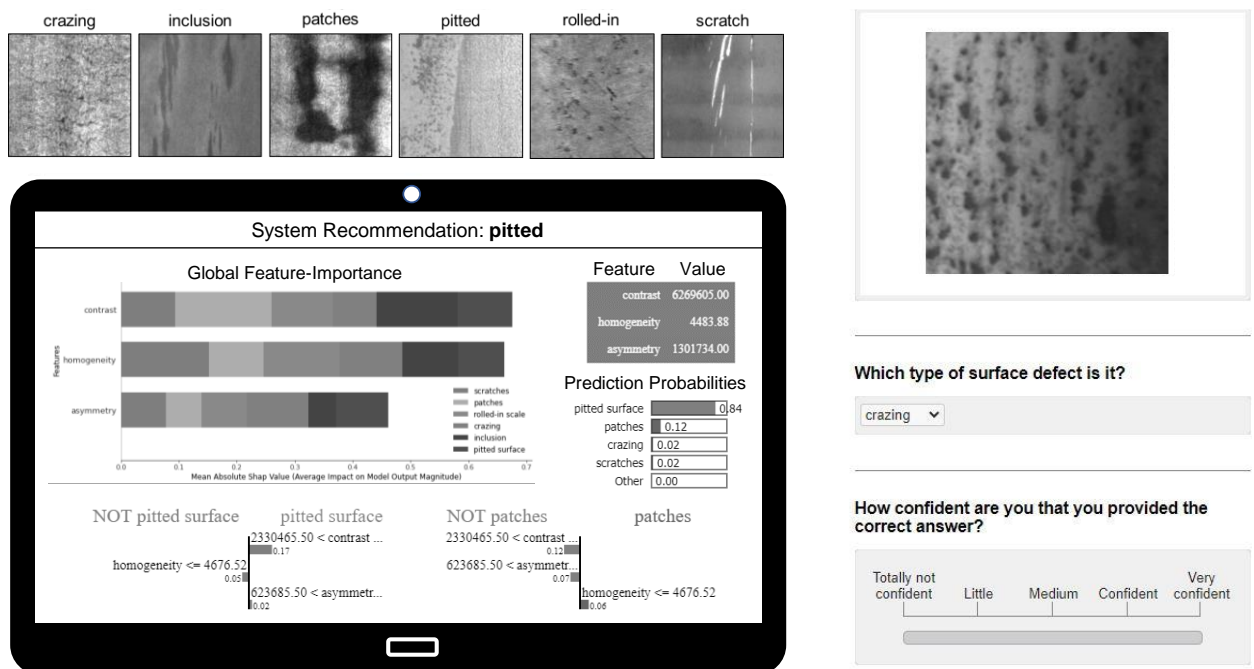 crazing inclusion patches pitted rolled-in scratch
System Recommendation: pitted
Global Feature-Importance
contrast
homogeneity
asymmetry
Features
scratches
patches
rolled-in scale
crazing
inclusion
pitted surface
0.0 0.1 0.2 0.3 0.4 0.5 0.6 0.7
Mean Absolute Shap Value (Average Impact on Model Output Magnitude)
Feature Value
contrast 6269605.00
homogeneity 4483.88
asymmetry 1301734.00
Prediction Probabilities
pitted surface 0.84
patches 0.12
crazing 0.02
scratches 0.02
Other 0.00
NOT pitted surface pitted surface
2330465.50 < contrast ...
0.17
homogeneity <= 4676.52
0.05
623685.50 < asymmetr...
0.02
NOT patches patches
2330465.50 < contrast ...
0.12
623685.50 < asymmetr...
0.07
homogeneity <= 4676.52
0.06
Which type of surface defect is it?
crazing
How confident are you that you provided the
correct answer?
Totally not
confident
Little
Medium
Confident
Very
confident